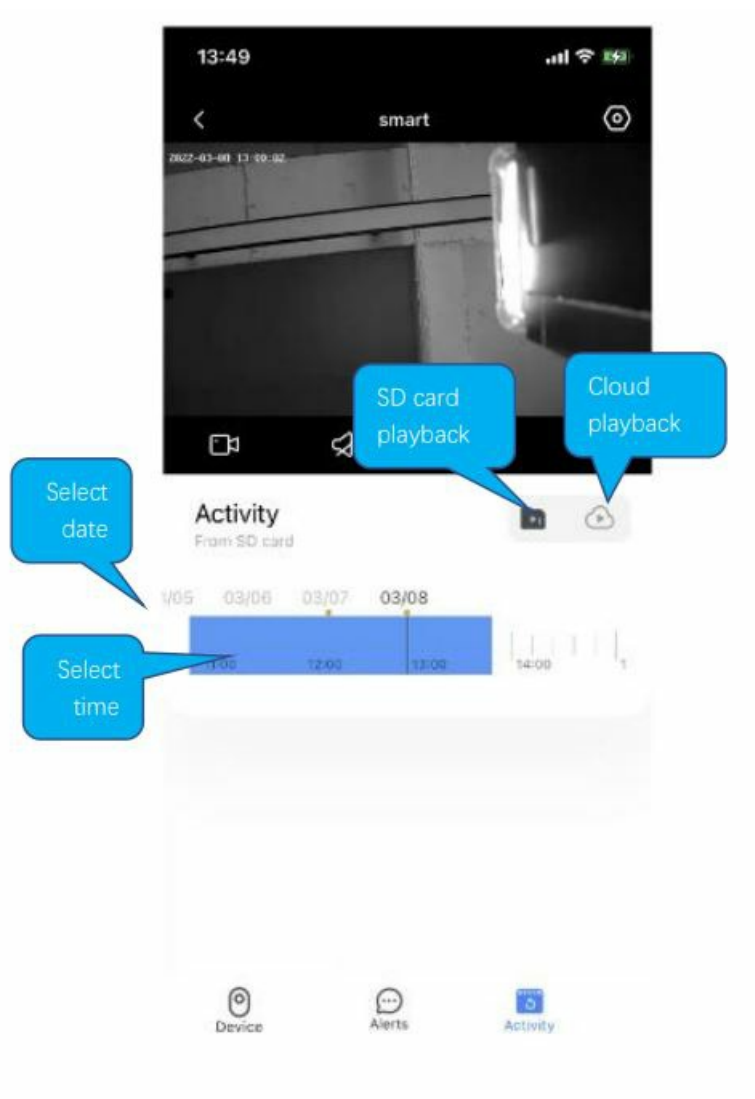 13:49
smart
2022-03-08 13:00:02
SD card
playback
Cloud
playback
Select
date
Activity
From SD card
03/06 03/07 03/08
Select
time
12:00 13:00 14:00
Device Alerts Activity